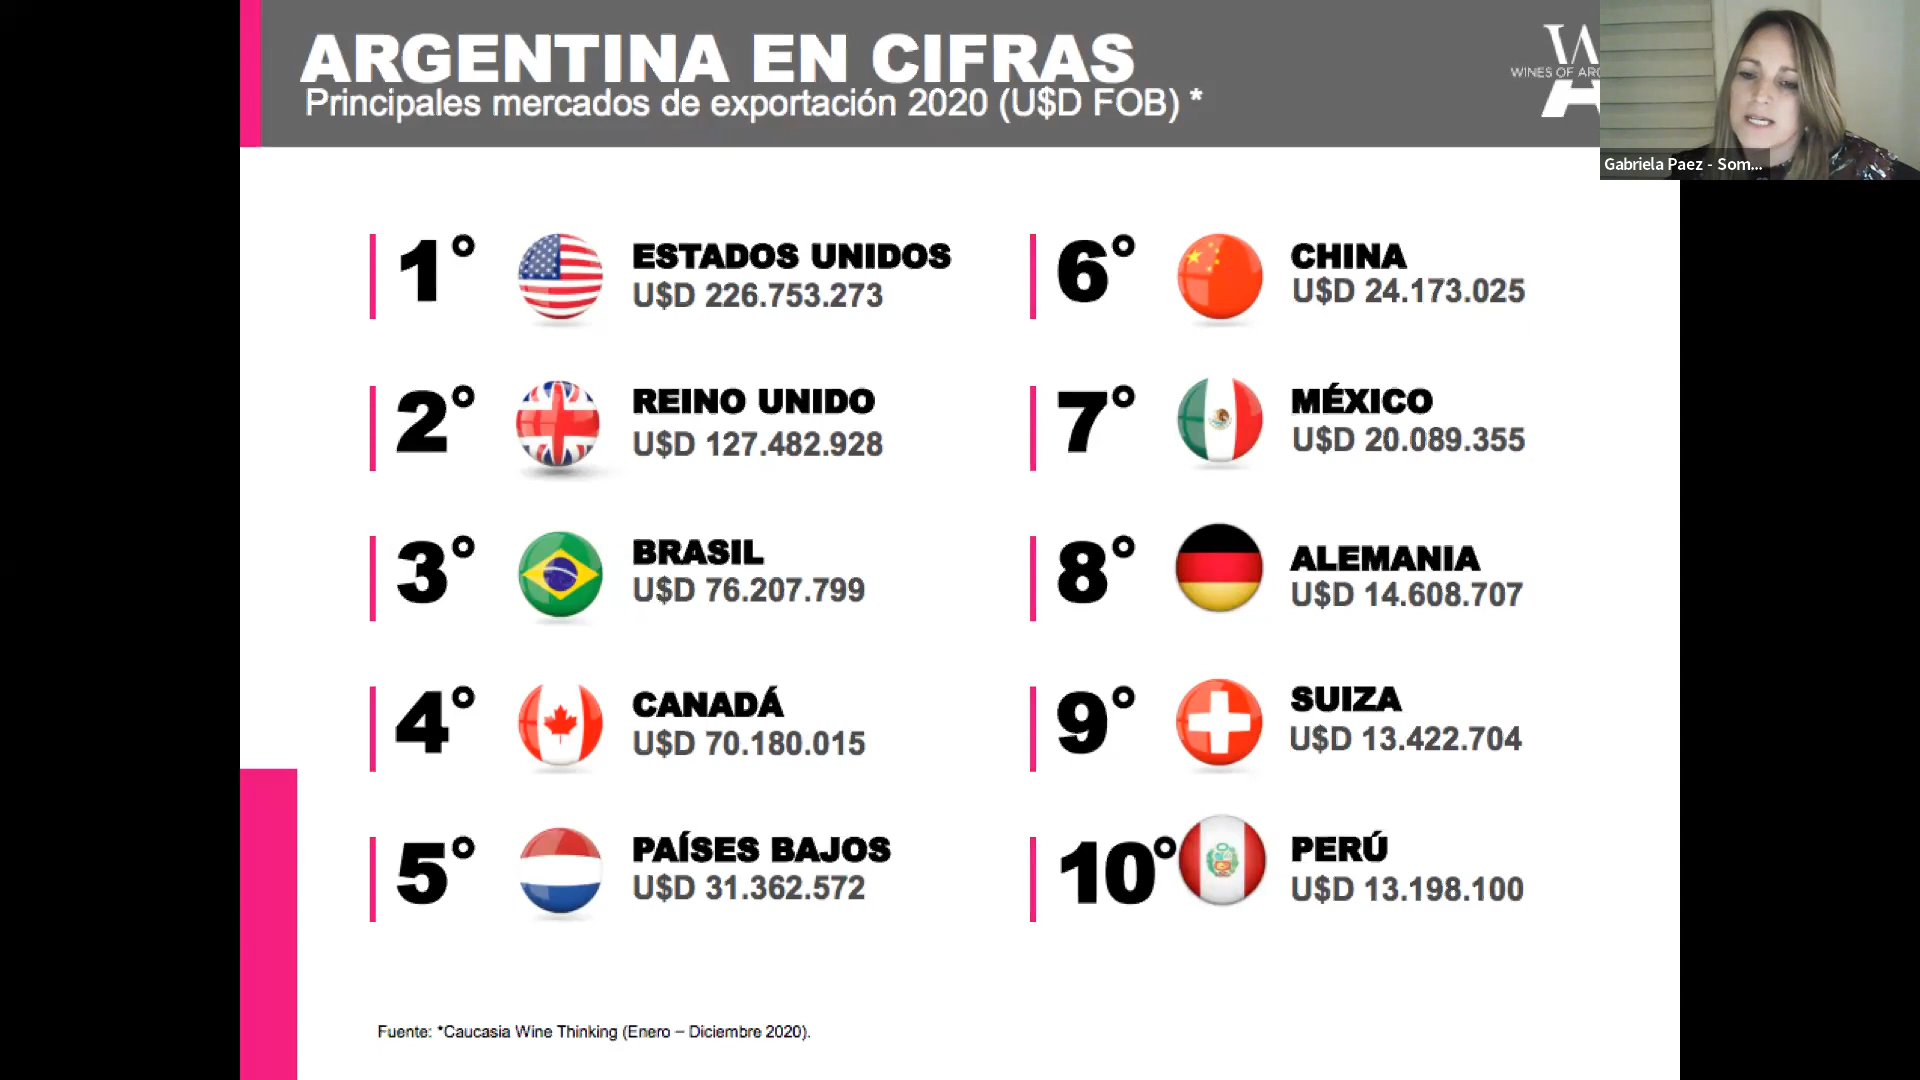 ARGENTINA EN CIFRAS
Principales mercados de exportación 2020 (U$D FOB) *
WINES OF
Gabriela Paez - Som...
1°
ESTADOS UNIDOS
U$D 226.753.273
2°
REINO UNIDO
U$D 127.482.928
3°
BRASIL
U$D 76.207.799
4°
CANADÁ
U$D 70.180.015
5°
PAÍSES BAJOS
U$D 31.362.572
6°
CHINA
U$D 24.173.025
7°
MÉXICO
U$D 20.089.355
8°
ALEMANIA
U$D 14.608.707
9°
SUIZA
U$D 13.422.704
10°
PERÚ
U$D 13.198.100
Fuente: *Caucasia Wine Thinking (Enero – Diciembre 2020).